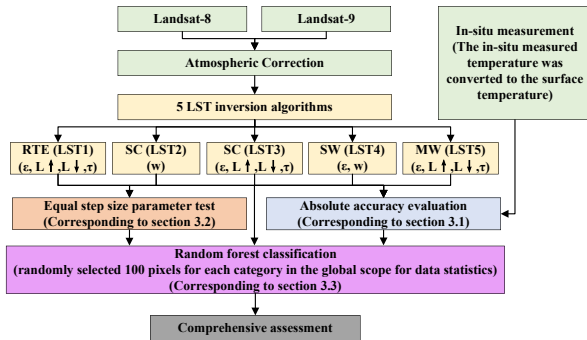 Landsat-8
Landsat-9
In-situ measurement
(The in-situ measured
temperature was
converted to the surface
temperature)
Atmospheric Correction
5 LST inversion algorithms
RTE (LST1)
(ε, L↑,L↓,τ)
SC (LST2)
(w)
SC (LST3)
(ε, L↑,L↓,τ)
SW (LST4)
(ε, w)
MW (LST5)
(ε, L↑,L↓,τ)
Equal step size parameter test
(Corresponding to section 3.2)
Absolute accuracy evaluation
(Corresponding to section 3.1)
Random forest classification
(randomly selected 100 pixels for each category in the global scope for data statistics)
(Corresponding to section 3.3)
Comprehensive assessment